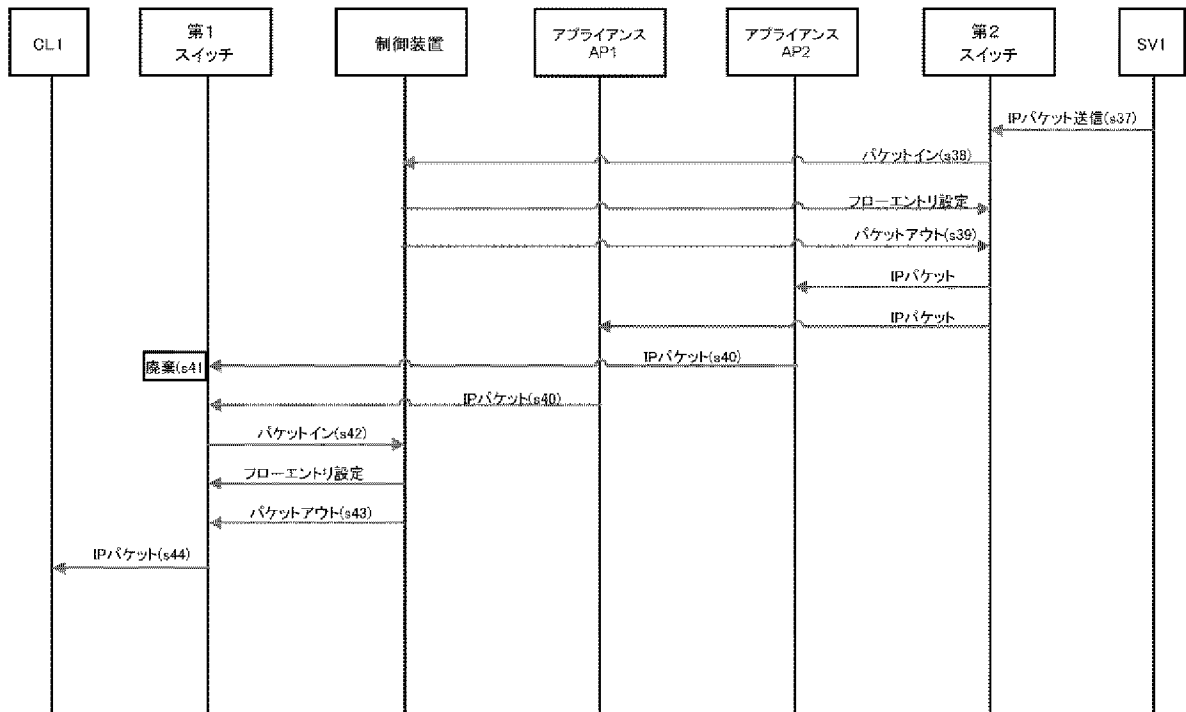 CL1
第1
スイッチ
制御装置
アプライアンス
AP1
アプライアンス
AP2
第2
スイッチ
SV1
IPパケット送信(s37)
パケットイン(s38)
フローエントリ設定
パケットアウト(s39)
IPパケット
IPパケット
IPパケット(s40)
廃棄(s41
IPパケット(s40)
パケットイン(s42)
フローエントリ設定
パケットアウト(s43)
IPパケット(s44)